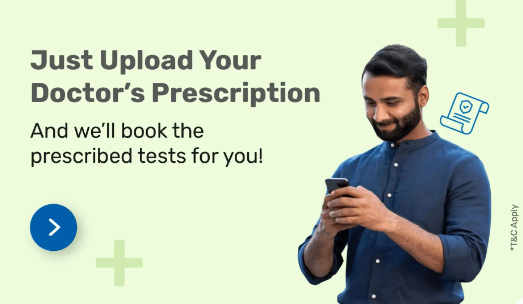 Just Upload Your
Doctor's Prescription
And we'll book the
prescribed tests for you!
*T&C Apply